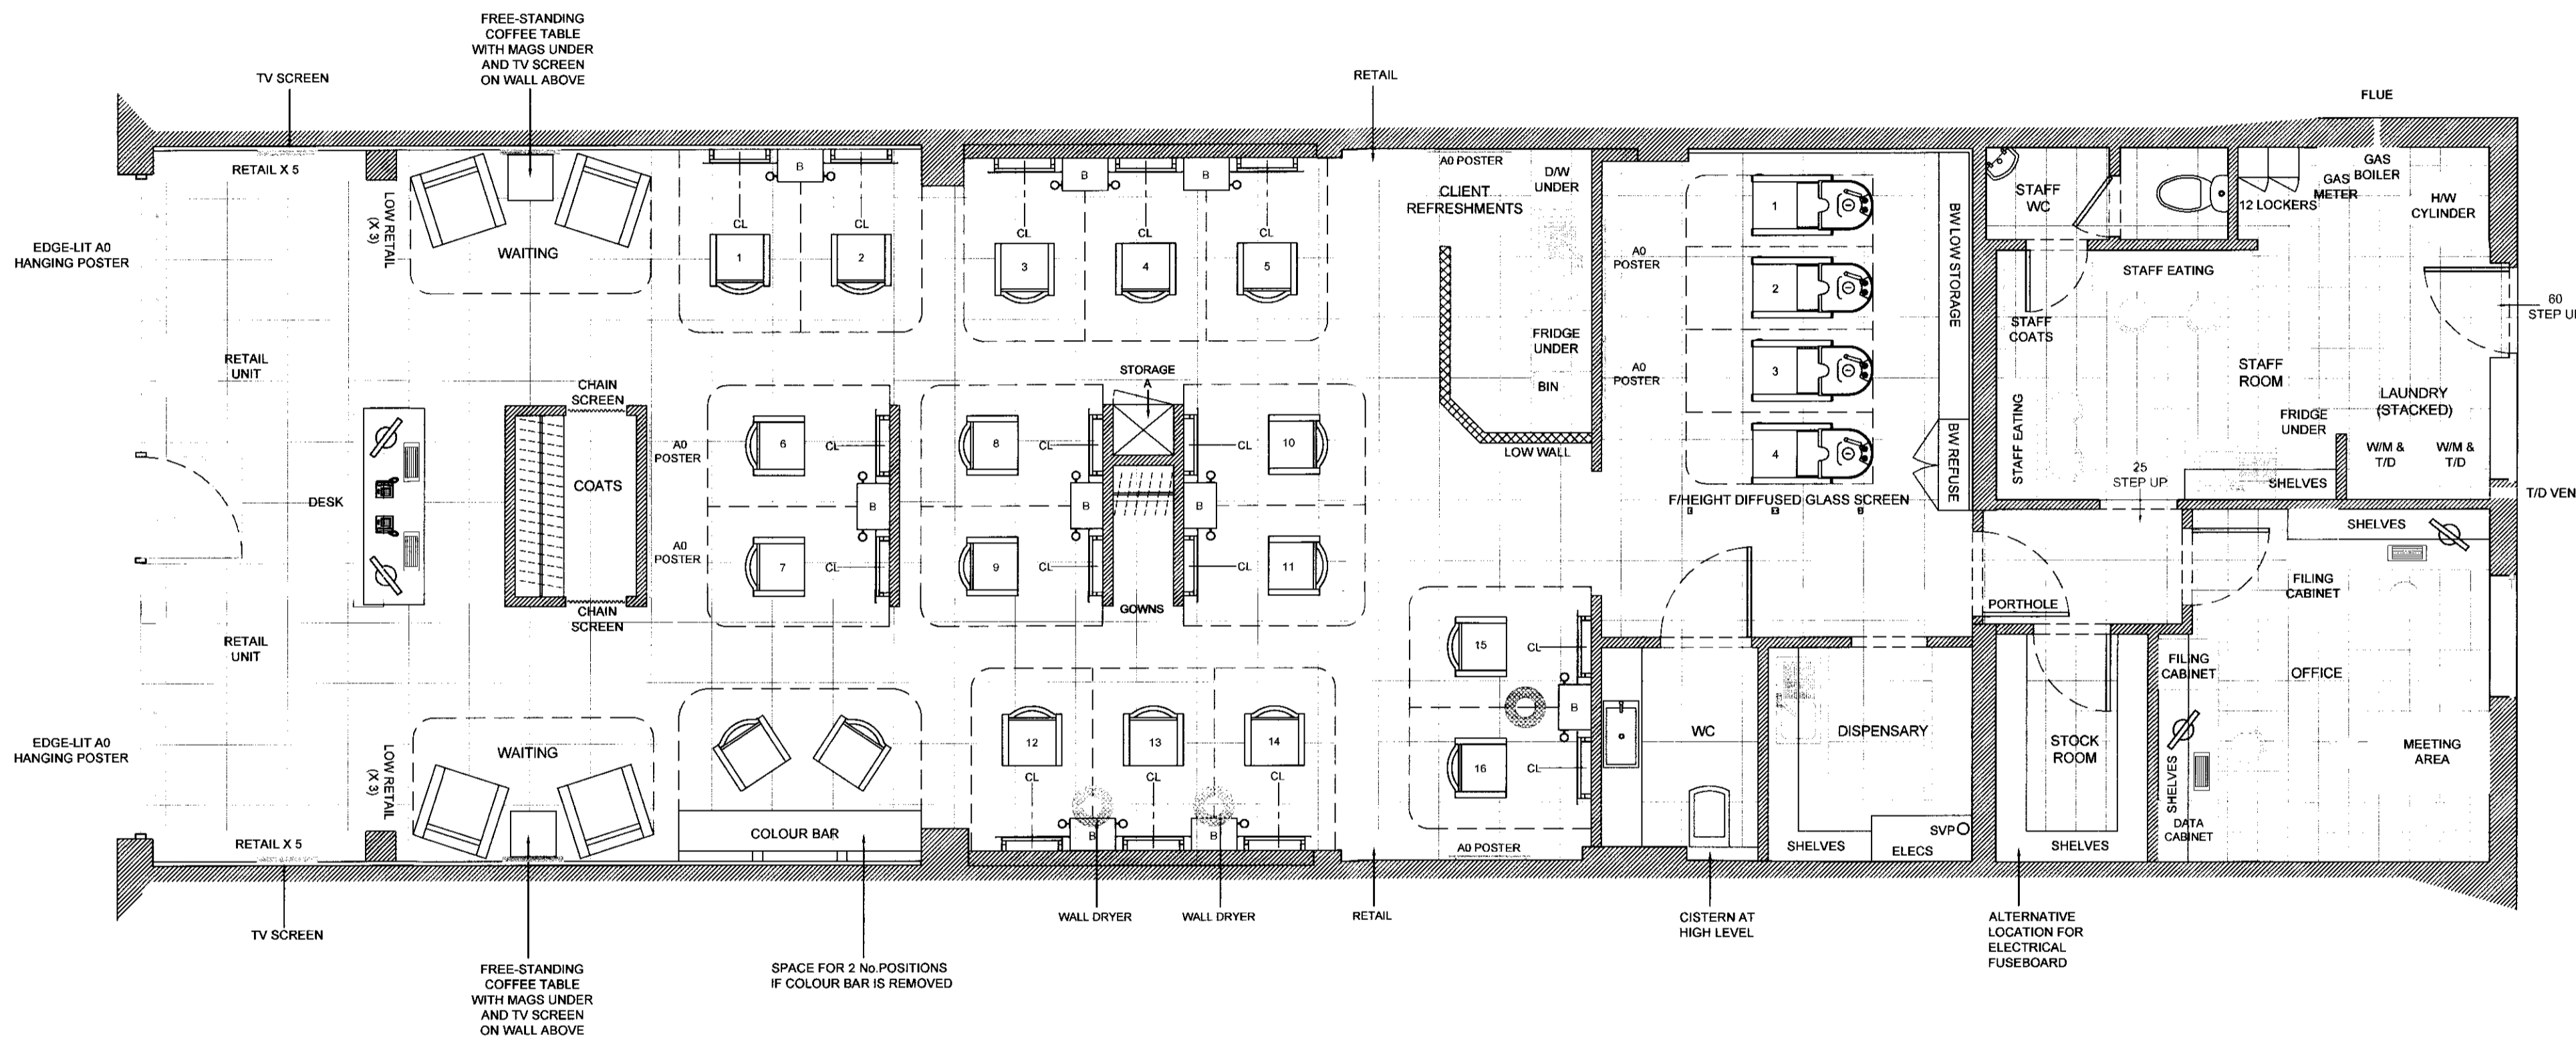 FREE-STANDING
COFFEE TABLE
WITH MAGS UNDER
AND TV SCREEN
ON WALL ABOVE
TV SCREEN
RETAIL
FLUE
RETAIL X 5
LOW RETAIL
(X 3)
WAITING
EDGE-LIT A0
HANGING POSTER
B
CL
CL
1
2
B
B
CL
CL
CL
3
4
5
A0 POSTER
CLIENT
REFRESHMENTS
D/W
UNDER
FRIDGE
UNDER
BIN
LOW WALL
A0
POSTER
A0
POSTER
1
2
3
4
BW LOW STORAGE
BW REFUSE
F/HEIGHT DIFFUSED GLASS SCREEN
STAFF
WC
12 LOCKERS
GAS
METER
GAS
BOILER
H/W
CYLINDER
STAFF EATING
STAFF
COATS
STAFF
ROOM
STAFF EATING
60
STEP UP
LAUNDRY
(STACKED)
FRIDGE
UNDER
W/M &
T/D
W/M &
T/D
25
STEP UP
SHELVES
T/D VEN
RETAIL
UNIT
DESK
CHAIN
SCREEN
COATS
CHAIN
SCREEN
A0
POSTER
A0
POSTER
6
CL
B
7
CL
STORAGE
A
8
CL
B
9
CL
GOWNS
CL
10
B
CL
11
RETAIL
UNIT
PORTHOLE
SHELVES
FILING
CABINET
FILING
CABINET
OFFICE
MEETING
AREA
SHELVES
DATA
CABINET
EDGE-LIT A0
HANGING POSTER
LOW RETAIL
(X 3)
WAITING
RETAIL X 5
COLOUR BAR
12
13
14
CL
CL
CL
B
B
15
CL
B
16
CL
A0 POSTER
WC
DISPENSARY
SHELVES
SVP
ELECS
STOCK
ROOM
SHELVES
TV SCREEN
FREE-STANDING
COFFEE TABLE
WITH MAGS UNDER
AND TV SCREEN
ON WALL ABOVE
SPACE FOR 2 No.POSITIONS
IF COLOUR BAR IS REMOVED
WALL DRYER
WALL DRYER
RETAIL
CISTERN AT
HIGH LEVEL
ALTERNATIVE
LOCATION FOR
ELECTRICAL
FUSEBOARD